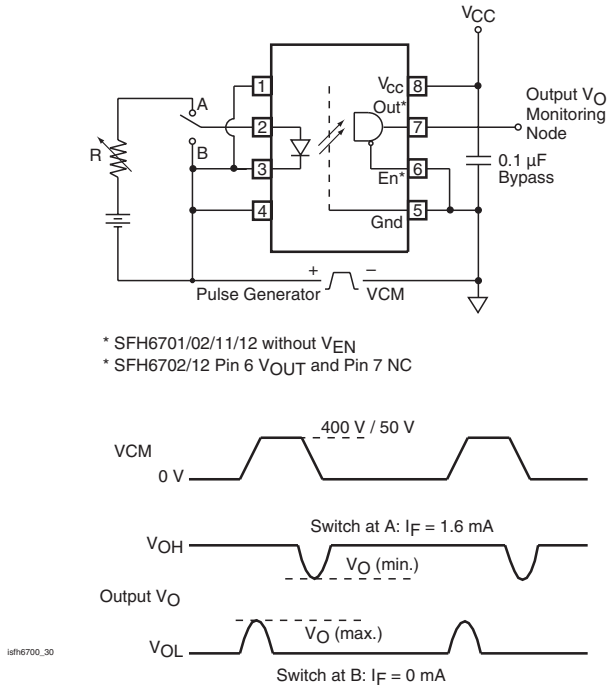 VCC
1
VCC
8
Out*
Output VO
Monitoring
Node
A
2
7
R
B
3
6
En*
0.1 µF
Bypass
4
5
Gnd
+
−
Pulse Generator
VCM
* SFH6701/02/11/12 without VEN
* SFH6702/12 Pin 6 VOUT and Pin 7 NC
400 V / 50 V
VCM
0 V
Switch at A: IF = 1.6 mA
VOH
VO (min.)
Output VO
VO (max.)
VOL
isfh6700_30
Switch at B: IF = 0 mA